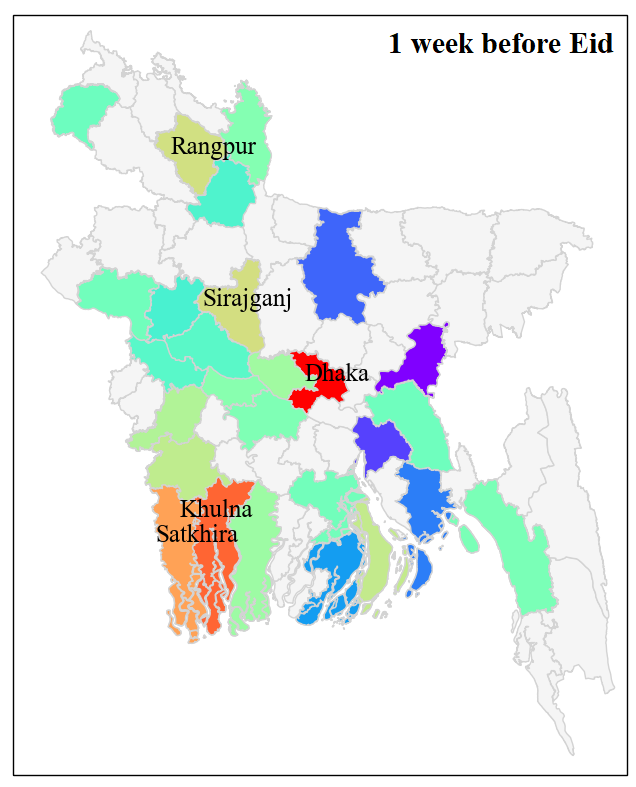 1 week before Eid
Rangpur
Sirajganj
Dhaka
Khulna
Satkhira